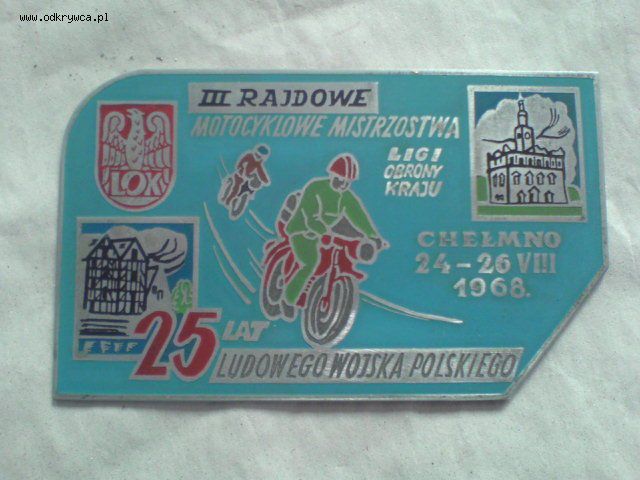 www.odkrywca.pl
III RAJDOWE
MOTOCYKLOWE MISTRZOSTWA
LIGI
OBRONY
KRAJU
LOK
CHEŁMNO
24-26 VIII
1968.
25 LAT
LUDOWEGO WOJSKA POLSKIEGO